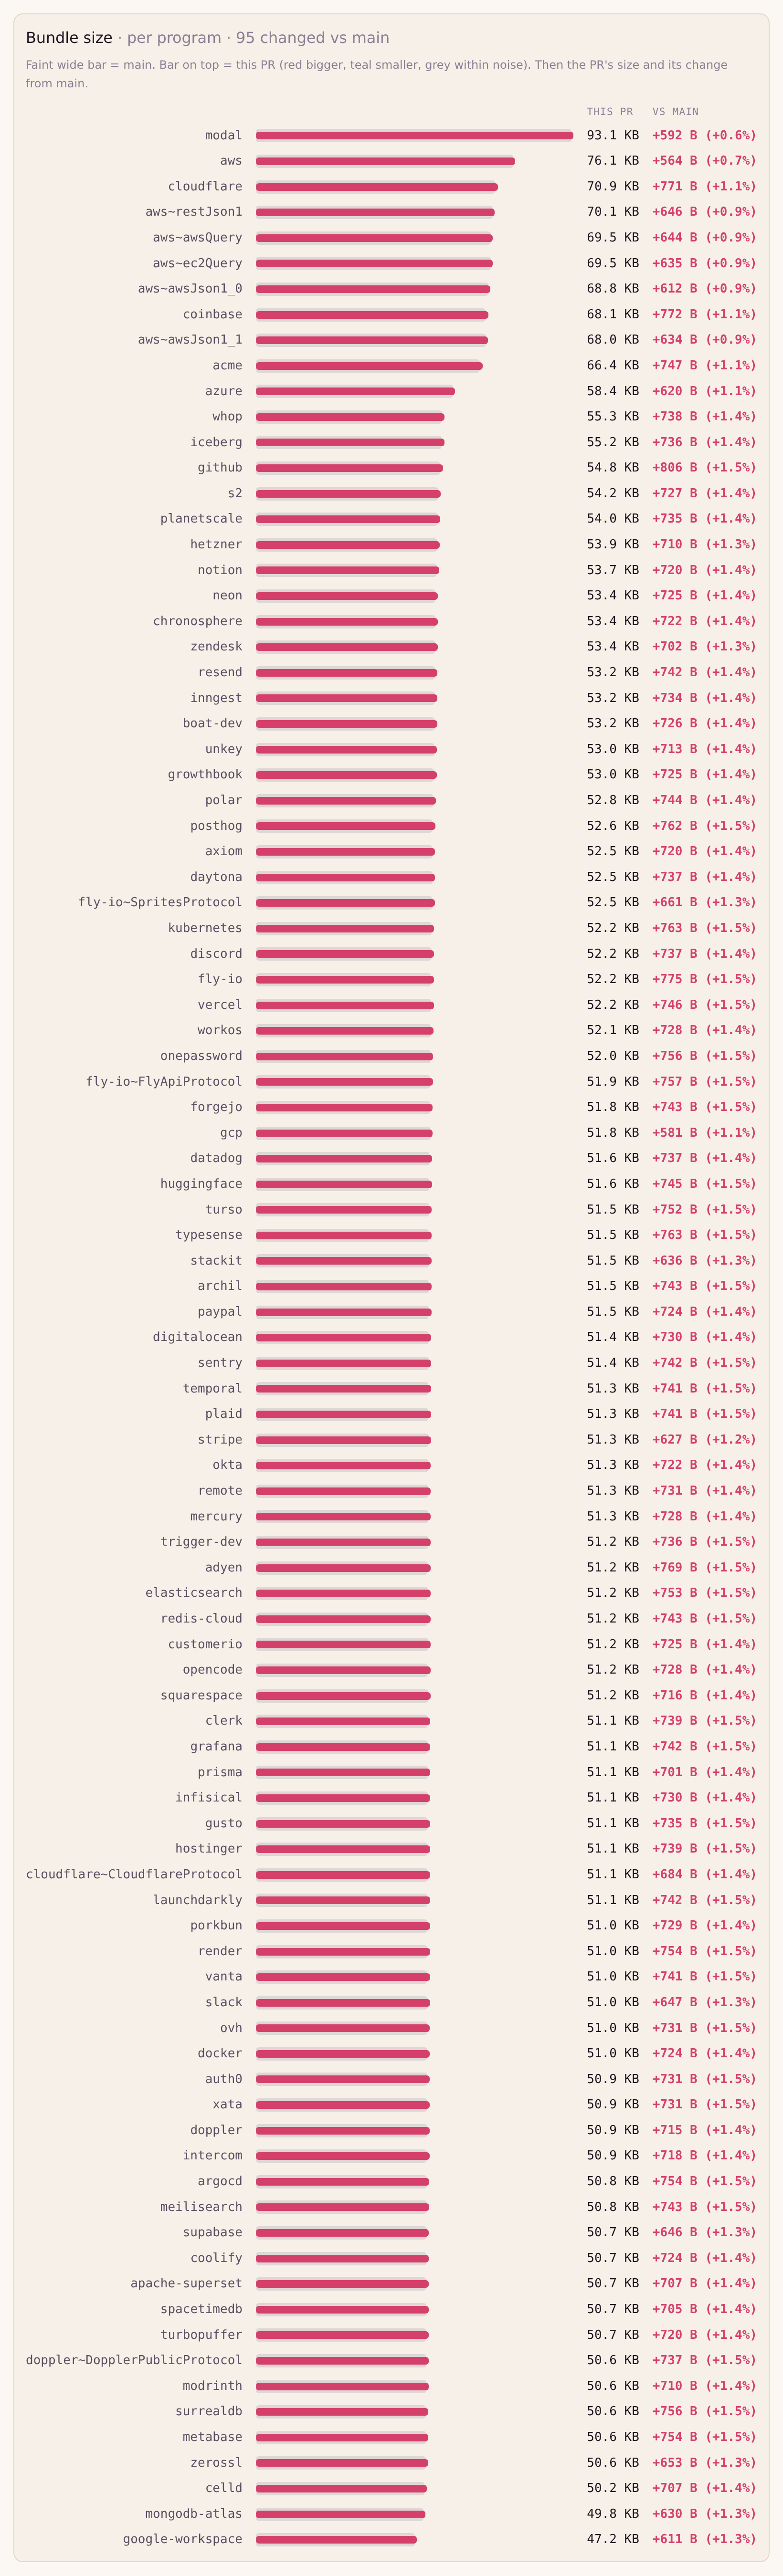 Bundle size · per program · 95 changed vs main
Faint wide bar = main. Bar on top = this PR (red bigger, teal smaller, grey within noise). Then the PR's size and its change
from main.
THIS PR VS MAIN
modal 93.1 KB +592 B (+0.6%)
aws 76.1 KB +564 B (+0.7%)
cloudflare 70.9 KB +771 B (+1.1%)
aws~restJson1 70.1 KB +646 B (+0.9%)
aws~awsQuery 69.5 KB +644 B (+0.9%)
aws~ec2Query 69.5 KB +635 B (+0.9%)
aws~awsJson1_0 68.8 KB +612 B (+0.9%)
coinbase 68.1 KB +772 B (+1.1%)
aws~awsJson1_1 68.0 KB +634 B (+0.9%)
acme 66.4 KB +747 B (+1.1%)
azure 58.4 KB +620 B (+1.1%)
whop 55.3 KB +738 B (+1.4%)
iceberg 55.2 KB +736 B (+1.4%)
github 54.8 KB +806 B (+1.5%)
s2 54.2 KB +727 B (+1.4%)
planetscale 54.0 KB +735 B (+1.4%)
hetzner 53.9 KB +710 B (+1.3%)
notion 53.7 KB +720 B (+1.4%)
neon 53.4 KB +725 B (+1.4%)
chronosphere 53.4 KB +722 B (+1.4%)
zendesk 53.4 KB +702 B (+1.3%)
resend 53.2 KB +742 B (+1.4%)
inngest 53.2 KB +734 B (+1.4%)
boat-dev 53.2 KB +726 B (+1.4%)
unkey 53.0 KB +713 B (+1.4%)
growthbook 53.0 KB +725 B (+1.4%)
polar 52.8 KB +744 B (+1.4%)
posthog 52.6 KB +762 B (+1.5%)
axiom 52.5 KB +720 B (+1.4%)
daytona 52.5 KB +737 B (+1.4%)
fly-io~SpritesProtocol 52.5 KB +661 B (+1.3%)
kubernetes 52.2 KB +763 B (+1.5%)
discord 52.2 KB +737 B (+1.4%)
fly-io 52.2 KB +775 B (+1.5%)
vercel 52.2 KB +746 B (+1.5%)
workos 52.1 KB +728 B (+1.4%)
onepassword 52.0 KB +756 B (+1.5%)
fly-io~FlyApiProtocol 51.9 KB +757 B (+1.5%)
forgejo 51.8 KB +743 B (+1.5%)
gcp 51.8 KB +581 B (+1.1%)
datadog 51.6 KB +737 B (+1.4%)
huggingface 51.6 KB +745 B (+1.5%)
turso 51.5 KB +752 B (+1.5%)
typesense 51.5 KB +763 B (+1.5%)
stackit 51.5 KB +636 B (+1.3%)
archil 51.5 KB +743 B (+1.5%)
paypal 51.5 KB +724 B (+1.4%)
digitalocean 51.4 KB +730 B (+1.4%)
sentry 51.4 KB +742 B (+1.5%)
temporal 51.3 KB +741 B (+1.5%)
plaid 51.3 KB +741 B (+1.5%)
stripe 51.3 KB +627 B (+1.2%)
okta 51.3 KB +722 B (+1.4%)
remote 51.3 KB +731 B (+1.4%)
mercury 51.3 KB +728 B (+1.4%)
trigger-dev 51.2 KB +736 B (+1.5%)
adyen 51.2 KB +769 B (+1.5%)
elasticsearch 51.2 KB +753 B (+1.5%)
redis-cloud 51.2 KB +743 B (+1.5%)
customerio 51.2 KB +725 B (+1.4%)
opencode 51.2 KB +728 B (+1.4%)
squarespace 51.2 KB +716 B (+1.4%)
clerk 51.1 KB +739 B (+1.5%)
grafana 51.1 KB +742 B (+1.5%)
prisma 51.1 KB +701 B (+1.4%)
infisical 51.1 KB +730 B (+1.4%)
gusto 51.1 KB +735 B (+1.5%)
hostinger 51.1 KB +739 B (+1.5%)
cloudflare~CloudflareProtocol 51.1 KB +684 B (+1.4%)
launchdarkly 51.1 KB +742 B (+1.5%)
porkbun 51.0 KB +729 B (+1.4%)
render 51.0 KB +754 B (+1.5%)
vanta 51.0 KB +741 B (+1.5%)
slack 51.0 KB +647 B (+1.3%)
ovh 51.0 KB +731 B (+1.5%)
docker 51.0 KB +724 B (+1.4%)
auth0 50.9 KB +731 B (+1.5%)
xata 50.9 KB +731 B (+1.5%)
doppler 50.9 KB +715 B (+1.4%)
intercom 50.9 KB +718 B (+1.4%)
argocd 50.8 KB +754 B (+1.5%)
meilisearch 50.8 KB +743 B (+1.5%)
supabase 50.7 KB +646 B (+1.3%)
coolify 50.7 KB +724 B (+1.4%)
apache-superset 50.7 KB +707 B (+1.4%)
spacetimedb 50.7 KB +705 B (+1.4%)
turbopuffer 50.7 KB +720 B (+1.4%)
doppler~DopplerPublicProtocol 50.6 KB +737 B (+1.5%)
modrinth 50.6 KB +710 B (+1.4%)
surrealdb 50.6 KB +756 B (+1.5%)
metabase 50.6 KB +754 B (+1.5%)
zerossl 50.6 KB +653 B (+1.3%)
celld 50.2 KB +707 B (+1.4%)
mongodb-atlas 49.8 KB +630 B (+1.3%)
google-workspace 47.2 KB +611 B (+1.3%)